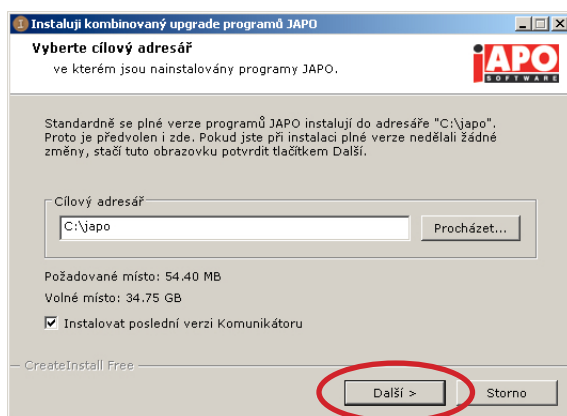 Instaluji kombinovaný upgrade programů JAPO
Vyberte cílový adresář
ve kterém jsou nainstalovány programy JAPO.
jAPO
SOFTWARE
Standardně se plné verze programů JAPO instalují do adresáře "C:\japo".
Proto je předvolen i zde. Pokud jste při instalaci plné verze nedělali žádné
změny, stačí tuto obrazovku potvrdit tlačítkem Další.
Cílový adresář
C:\japo
Procházet...
Požadované místo: 54.40 MB
Volné místo: 34.75 GB
Instalovat poslední verzi Komunikátoru
CreateInstall Free
Další >
Storno